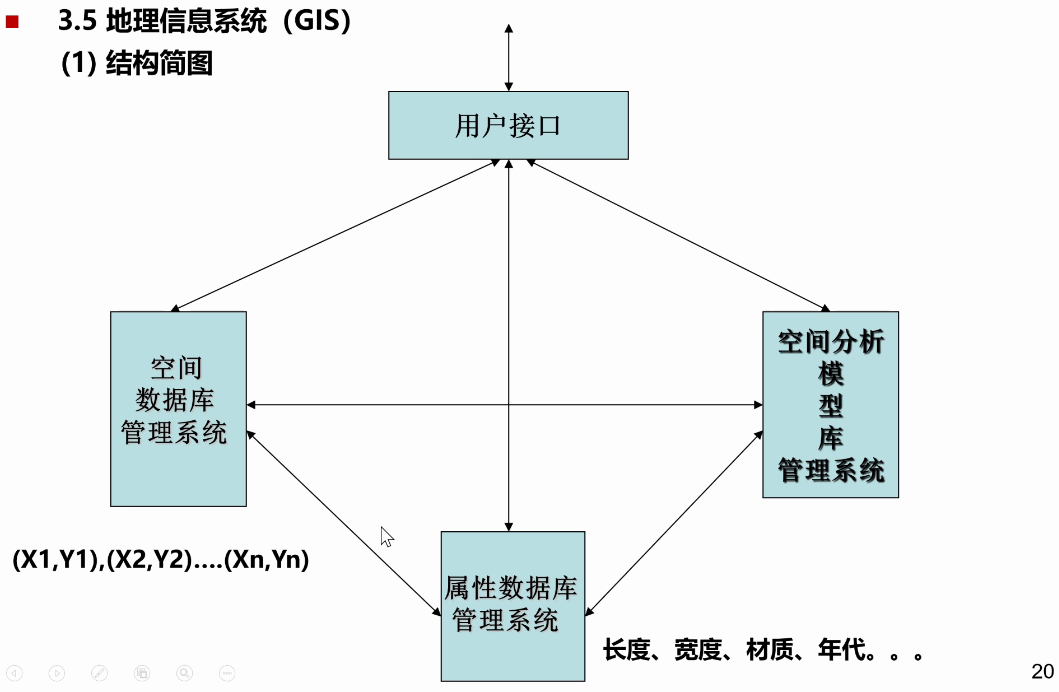 3.5 地理信息系统（GIS）
(1) 结构简图
用户接口
空间
数据库
管理系统
空间分析
模
型
库
管理系统
(X1,Y1),(X2,Y2)....(Xn,Yn)
属性数据库
管理系统
长度、宽度、材质、年代。。。
20